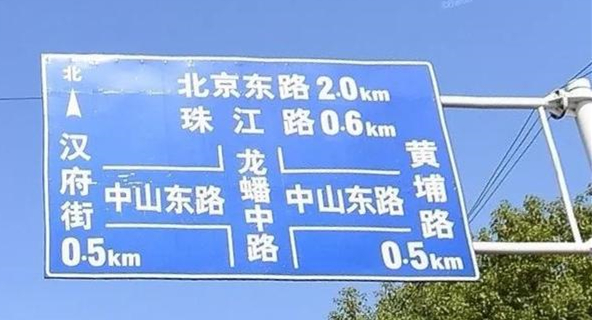 北
北京东路 2.0km
珠江路 0.6km
汉府街
0.5km
中山东路
龙蟠中路
中山东路
黄埔路
0.5km